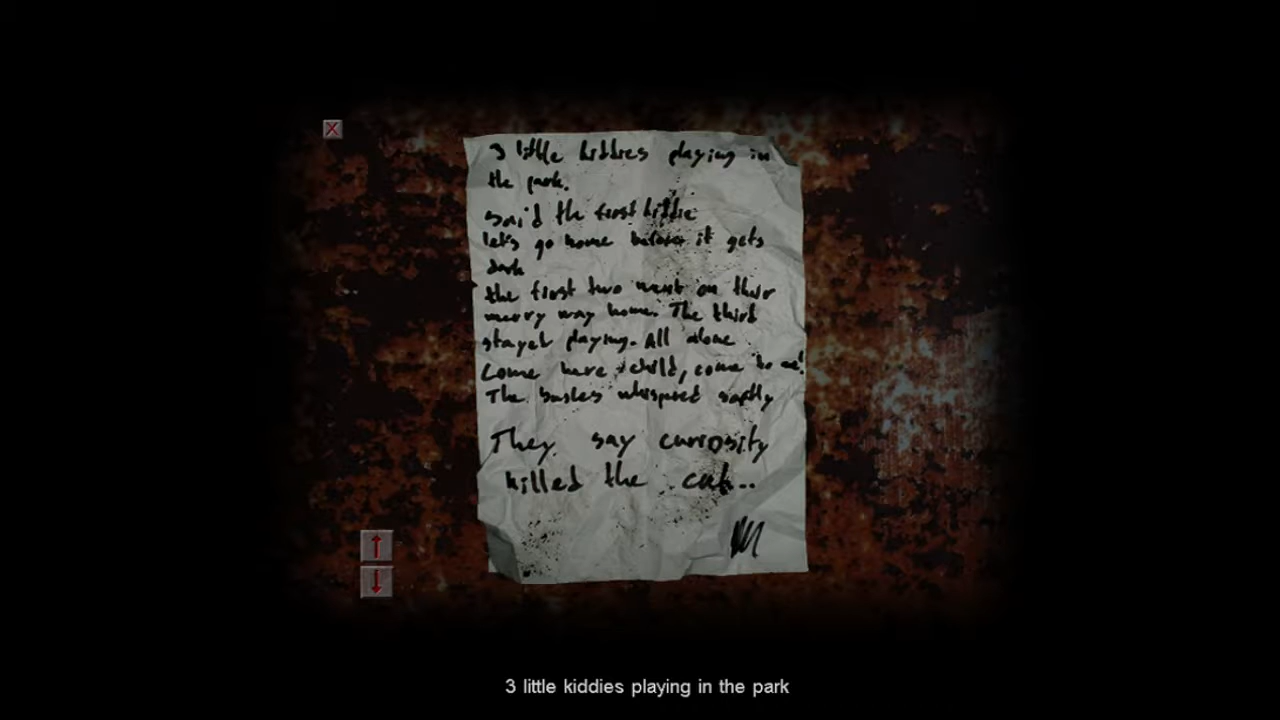 3 little kiddies playing in
the park.
said the first kiddie
let's go home before it gets
dark
the first two went on their
merry way home. The third
stayed playing. All alone
Come here child, come to me!
The bushes whispered softly
They say curiosity
killed the cat..
3 little kiddies playing in the park